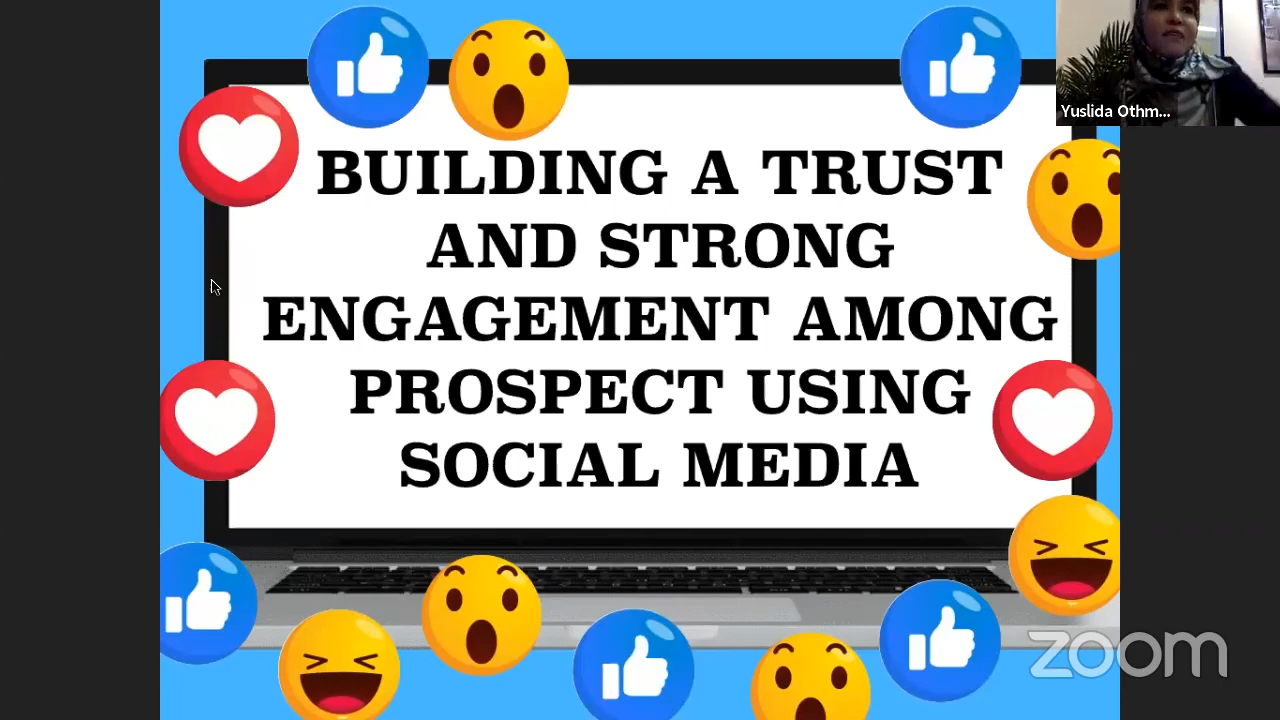 Yuslida Othm...
BUILDING A TRUST
AND STRONG
ENGAGEMENT AMONG
PROSPECT USING
SOCIAL MEDIA
zoom